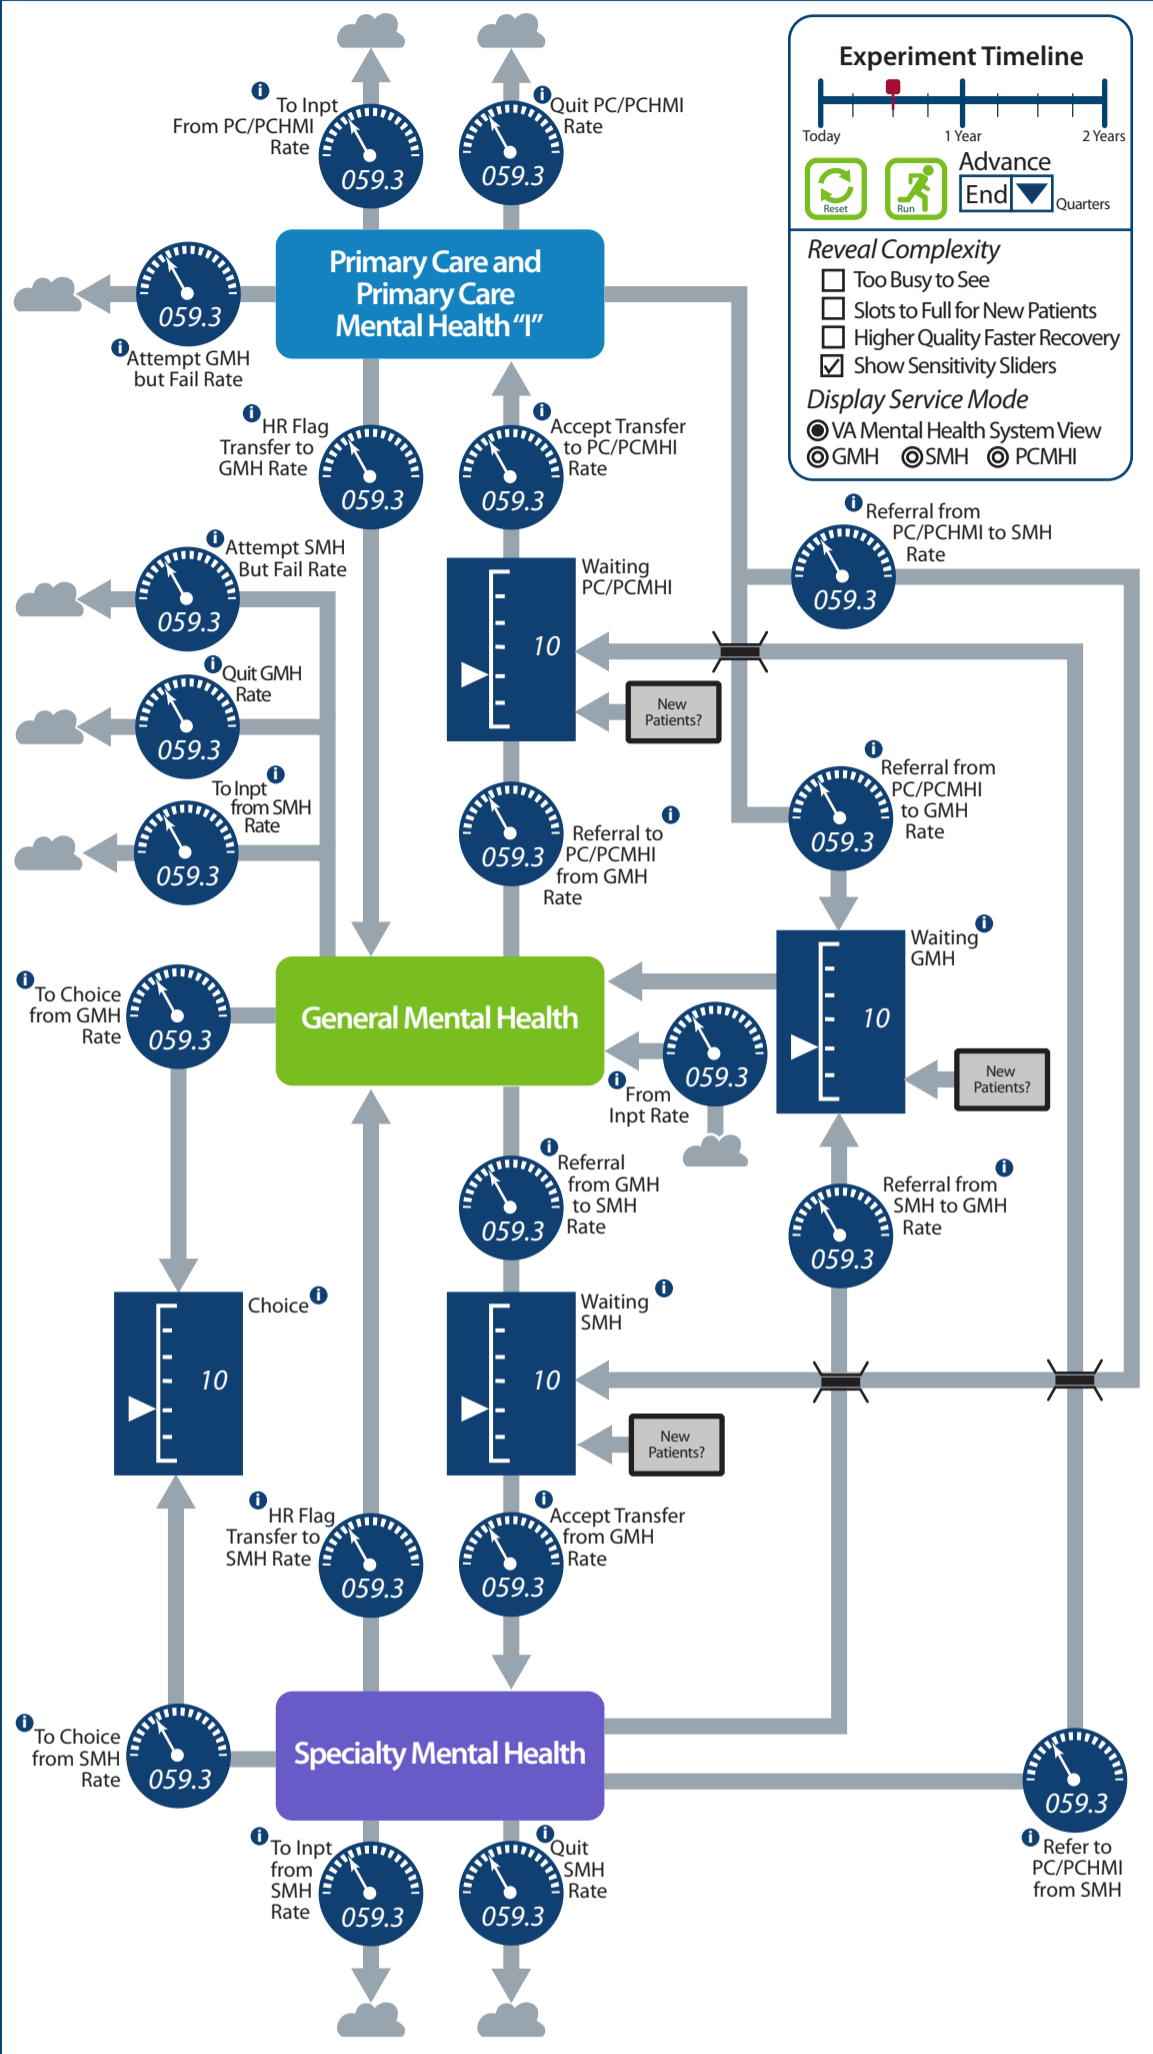 Experiment Timeline
Today
1 Year
2 Years
Reset
Run
Advance
End
Quarters
Reveal Complexity
Too Busy to See
Slots to Full for New Patients
Higher Quality Faster Recovery
Show Sensitivity Sliders
Display Service Mode
VA Mental Health System View
GMH SMH PCMHI
i
To Inpt
From PC/PCHMI
Rate
059.3
i
Quit PC/PCHMI
Rate
059.3
Primary Care and
Primary Care
Mental Health “I”
059.3
i
Attempt GMH
but Fail Rate
i
HR Flag
Transfer to
GMH Rate
059.3
i
Accept Transfer
to PC/PCMHI
Rate
059.3
i
Referral from
PC/PCHMI to SMH
Rate
059.3
i
Attempt SMH
But Fail Rate
059.3
Waiting
PC/PCMHI
10
New
Patients?
i
Quit GMH
Rate
059.3
i
To Inpt
from SMH
Rate
059.3
i
Referral to
PC/PCMHI
from GMH
Rate
059.3
i
Referral from
PC/PCMHI
to GMH
Rate
059.3
i
Waiting
GMH
10
New
Patients?
i
To Choice
from GMH
Rate
059.3
General Mental Health
059.3
i
From
Inpt Rate
i
Referral
from GMH
to SMH
Rate
059.3
i
Referral from
SMH to GMH
Rate
059.3
i
Choice
10
i
Waiting
SMH
10
New
Patients?
i
HR Flag
Transfer to
SMH Rate
059.3
i
Accept Transfer
from GMH
Rate
059.3
i
To Choice
from SMH
Rate
059.3
Specialty Mental Health
059.3
i
Refer to
PC/PCHMI
from SMH
i
To Inpt
from
SMH
Rate
059.3
i
Quit
SMH
Rate
059.3